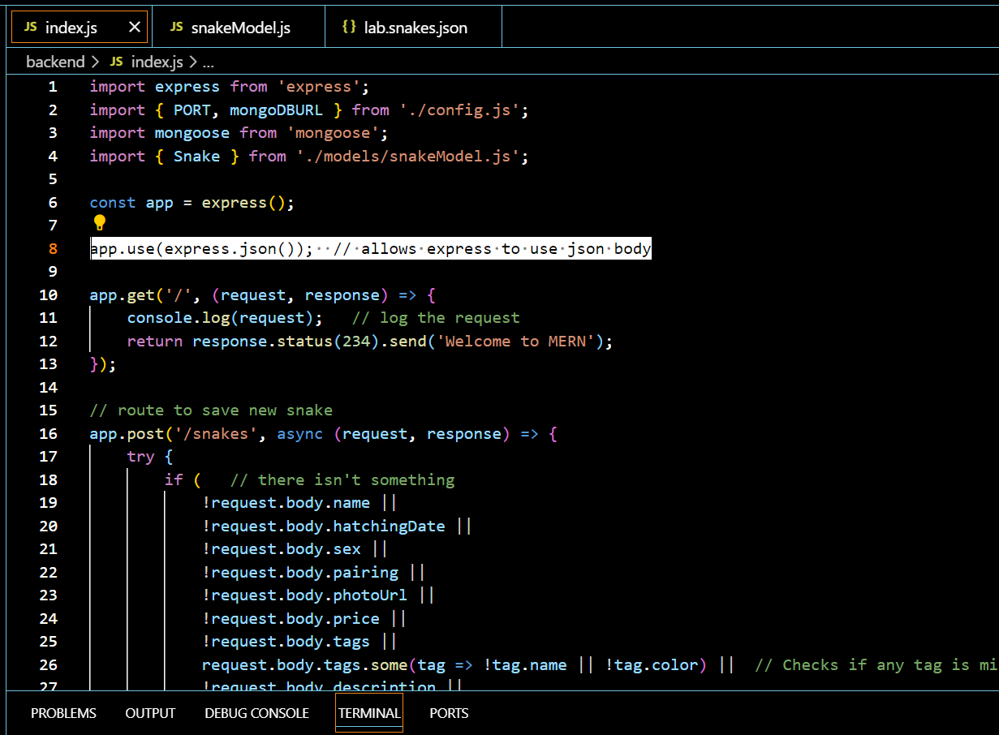 JS index.js × JS snakeModel.js {} lab.snakes.json
backend > JS index.js > ...
1 import express from 'express';
2 import { PORT, mongoDBURL } from './config.js';
3 import mongoose from 'mongoose';
4 import { Snake } from './models/snakeModel.js';
5
6 const app = express();
7
8 app.use(express.json());  // allows express to use json body
9
10 app.get('/', (request, response) => {
11     console.log(request);   // log the request
12     return response.status(234).send('Welcome to MERN');
13 });
14
15 // route to save new snake
16 app.post('/snakes', async (request, response) => {
17     try {
18         if (   // there isn't something
19             !request.body.name ||
20             !request.body.hatchingDate ||
21             !request.body.sex ||
22             !request.body.pairing ||
23             !request.body.photoUrl ||
24             !request.body.price ||
25             !request.body.tags ||
26             request.body.tags.some(tag => !tag.name || !tag.color) ||  // Checks if any tag is mi
27             !request.body.description ||
PROBLEMS OUTPUT DEBUG CONSOLE TERMINAL PORTS